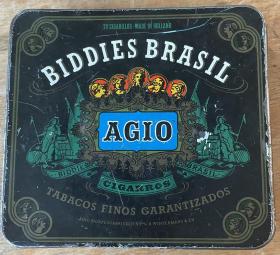 20 CIGARILLOS - MADE IN HOLLAND
BIDDIES BRASIL
AGIO
BIDDIES BRASIL
CIGARROS
TABACOS FINOS GARANTIZADOS